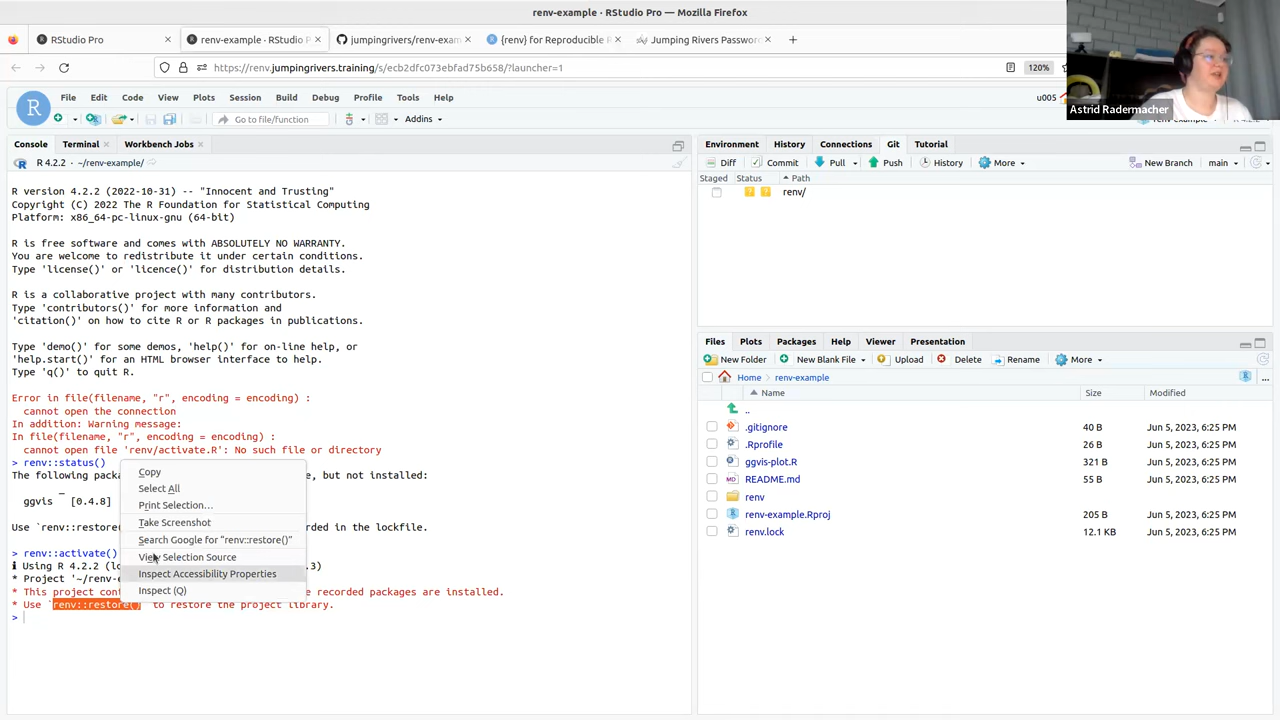 renv-example · RStudio Pro — Mozilla Firefox
RStudio Pro
renv-example · RStudio P
jumpingrivers/renv-exam
{renv} for Reproducible R
Jumping Rivers Passwor
https://renv.jumpingrivers.training/s/ecb2dfc073ebfad75b658/?launcher=1
120%
Astrid Radermacher
File Edit Code View Plots Session Build Debug Profile Tools Help
u005
Go to file/function
Addins
Console Terminal Workbench Jobs
R 4.2.2 · ~/renv-example/
R version 4.2.2 (2022-10-31) -- "Innocent and Trusting"
Copyright (C) 2022 The R Foundation for Statistical Computing
Platform: x86_64-pc-linux-gnu (64-bit)
R is free software and comes with ABSOLUTELY NO WARRANTY.
You are welcome to redistribute it under certain conditions.
Type 'license()' or 'licence()' for distribution details.
R is a collaborative project with many contributors.
Type 'contributors()' for more information and
'citation()' on how to cite R or R packages in publications.
Type 'demo()' for some demos, 'help()' for on-line help, or
'help.start()' for an HTML browser interface to help.
Type 'q()' to quit R.
Error in file(filename, "r", encoding = encoding) :
cannot open the connection
In addition: Warning message:
In file(filename, "r", encoding = encoding) :
cannot open file 'renv/activate.R': No such file or directory
> renv::status()
The following packa
, but not installed:
ggvis [0.4.8]
Use `renv::restore
rded in the lockfile.
> renv::activate()
Using R 4.2.2 (lo
.3)
* Project '~/renv-e
* This project cont
e recorded packages are installed.
* Use `renv::restore()` to restore the project library.
>
Copy
Select All
Print Selection...
Take Screenshot
Search Google for "renv::restore()"
View Selection Source
Inspect Accessibility Properties
Inspect (Q)
Environment History Connections Git Tutorial
Diff Commit Pull Push History More New Branch main
Staged Status Path
renv/
Files Plots Packages Help Viewer Presentation
New Folder New Blank File Upload Delete Rename More
Home renv-example
Name Size Modified
..
.gitignore 40 B Jun 5, 2023, 6:25 PM
.Rprofile 26 B Jun 5, 2023, 6:25 PM
ggvis-plot.R 321 B Jun 5, 2023, 6:25 PM
README.md 55 B Jun 5, 2023, 6:25 PM
renv
renv-example.Rproj 205 B Jun 5, 2023, 6:25 PM
renv.lock 12.1 KB Jun 5, 2023, 6:25 PM